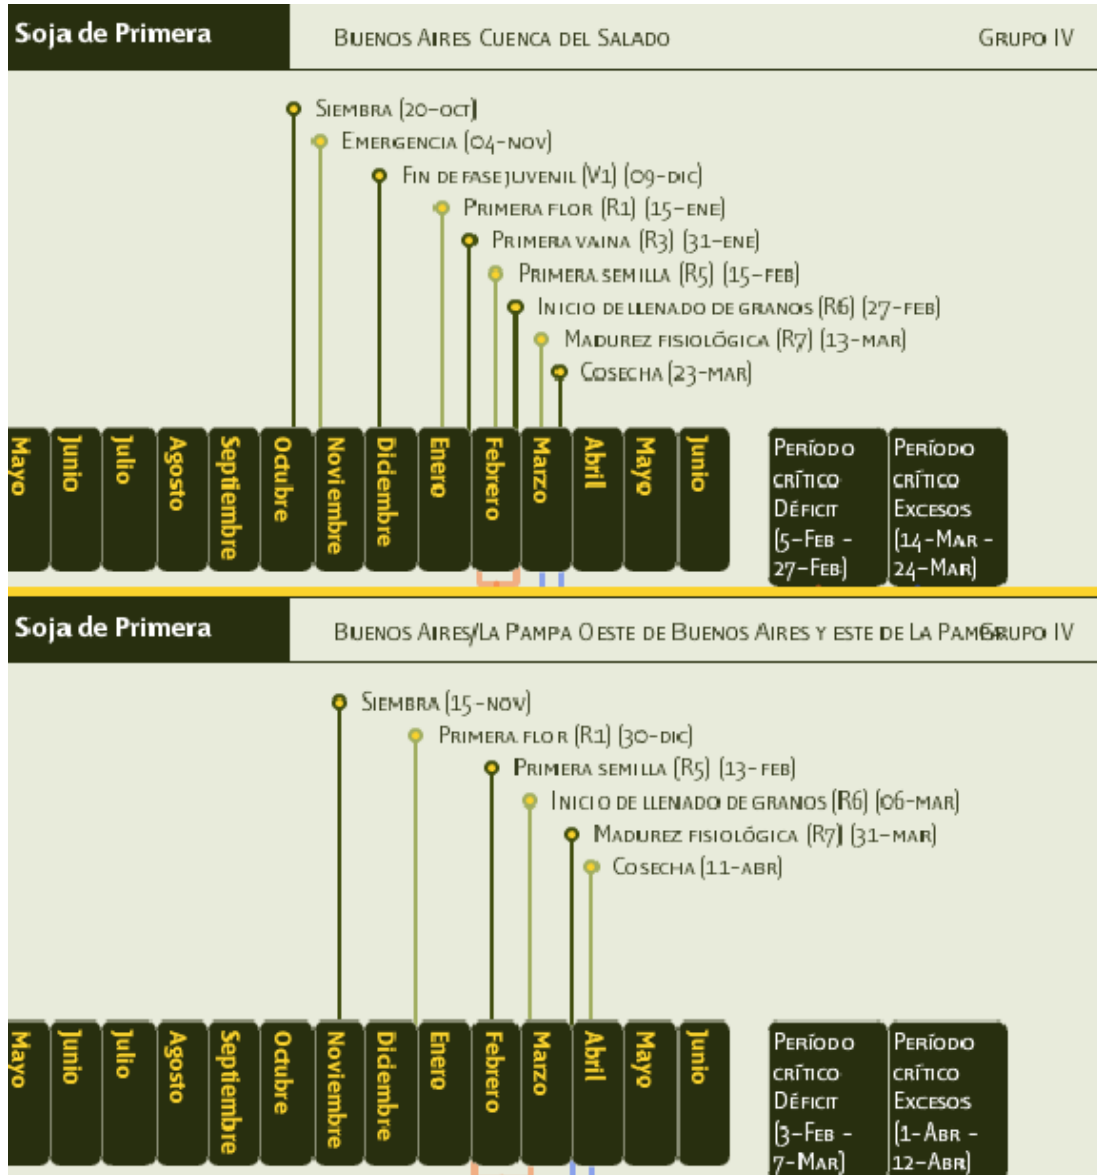 Soja de Primera
Buenos Aires Cuenca del Salado
Grupo IV
Siembra (20-oct)
Emergencia (04-nov)
Fin de fase juvenil (V1) (09-dic)
Primera flor (R1) (15-ene)
Primera vaina (R3) (31-ene)
Primera semilla (R5) (15-feb)
Inicio de llenado de granos (R6) (27-feb)
Madurez fisiológica (R7) (13-mar)
Cosecha (23-mar)
Mayo
Junio
Julio
Agosto
Septiembre
Octubre
Noviembre
Diciembre
Enero
Febrero
Marzo
Abril
Mayo
Junio
Período
crítico
Déficit
(5-Feb -
27-Feb)
Período
crítico
Excesos
(14-Mar -
24-Mar)
Soja de Primera
Buenos Aires/La Pampa Oeste de Buenos Aires y este de La Pampa
Grupo IV
Siembra (15-nov)
Primera flor (R1) (30-dic)
Primera semilla (R5) (13-feb)
Inicio de llenado de granos (R6) (06-mar)
Madurez fisiológica (R7) (31-mar)
Cosecha (11-abr)
Mayo
Junio
Julio
Agosto
Septiembre
Octubre
Noviembre
Diciembre
Enero
Febrero
Marzo
Abril
Mayo
Junio
Período
crítico
Déficit
(3-Feb -
7-Mar)
Período
crítico
Excesos
(1-Abr -
12-Abr)